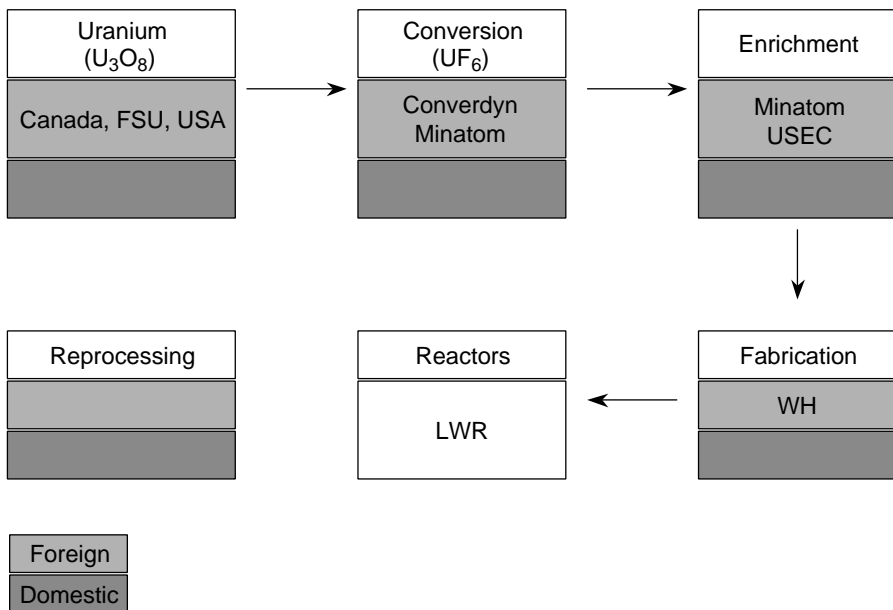 Uranium
(U₃O₈)
Conversion
(UF₆)
Enrichment
Canada, FSU, USA
Converdyn
Minatom
Minatom
USEC
Reprocessing
Reactors
Fabrication
LWR
WH
Foreign
Domestic